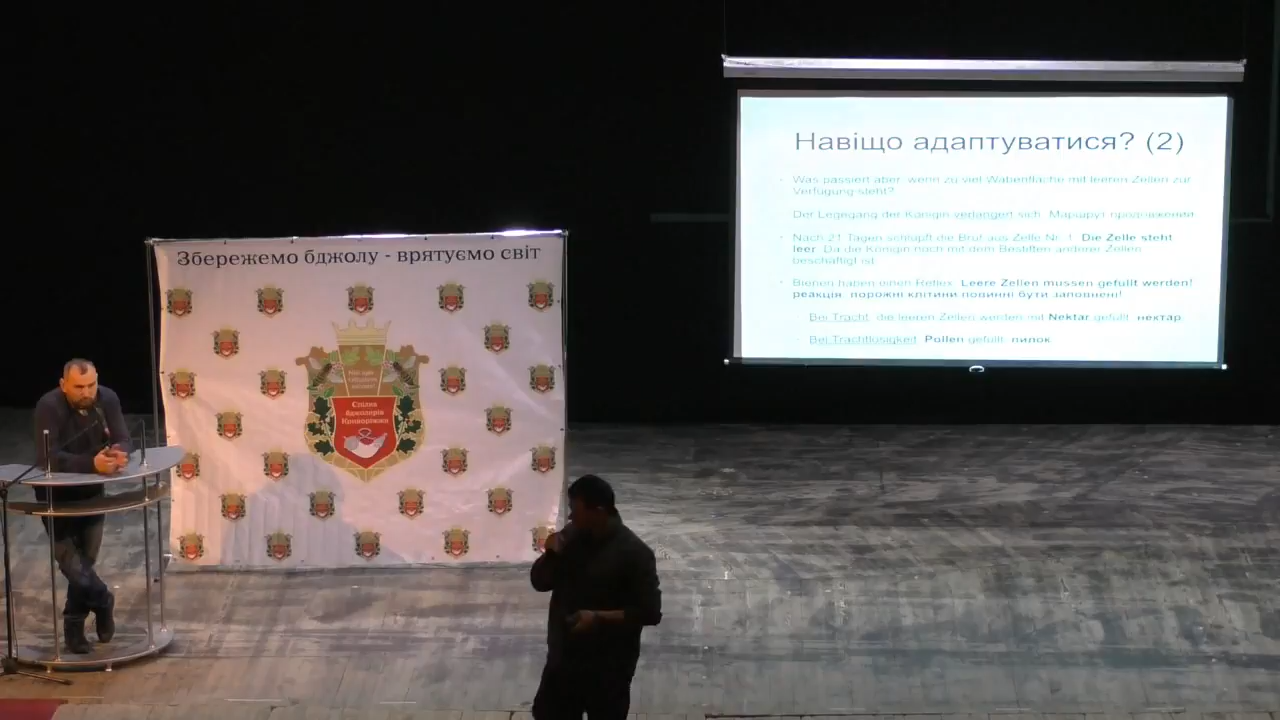 Навіщо адаптуватися? (2)
Was passiert aber, wenn zu viel Wabenfläche mit leeren Zellen zur
Verfügung steht?
Der Legegang der Königin verlängert sich. Маршрут продовжений
Nach 21 Tagen schlüpft die Brut aus Zelle Nr. 1. Die Zelle steht
leer. Da die Königin noch mit dem Bestiften anderer Zellen
beschäftigt ist.
Bienen haben einen Reflex: Leere Zellen müssen gefüllt werden!
реакція: порожні клітини повинні бути заповнені!
Bei Tracht: die leeren Zellen werden mit Nektar gefüllt. нектар
Bei Trachtlosigkeit: Pollen gefüllt. пилок
Збережемо бджолу - врятуємо світ
Спілка
бджолярів
Криворіжжя